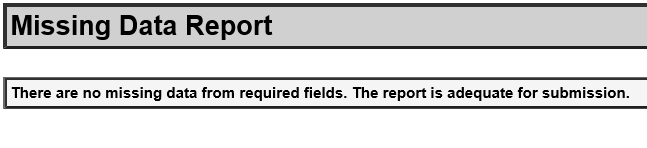 Missing Data Report
There are no missing data from required fields. The report is adequate for submission.